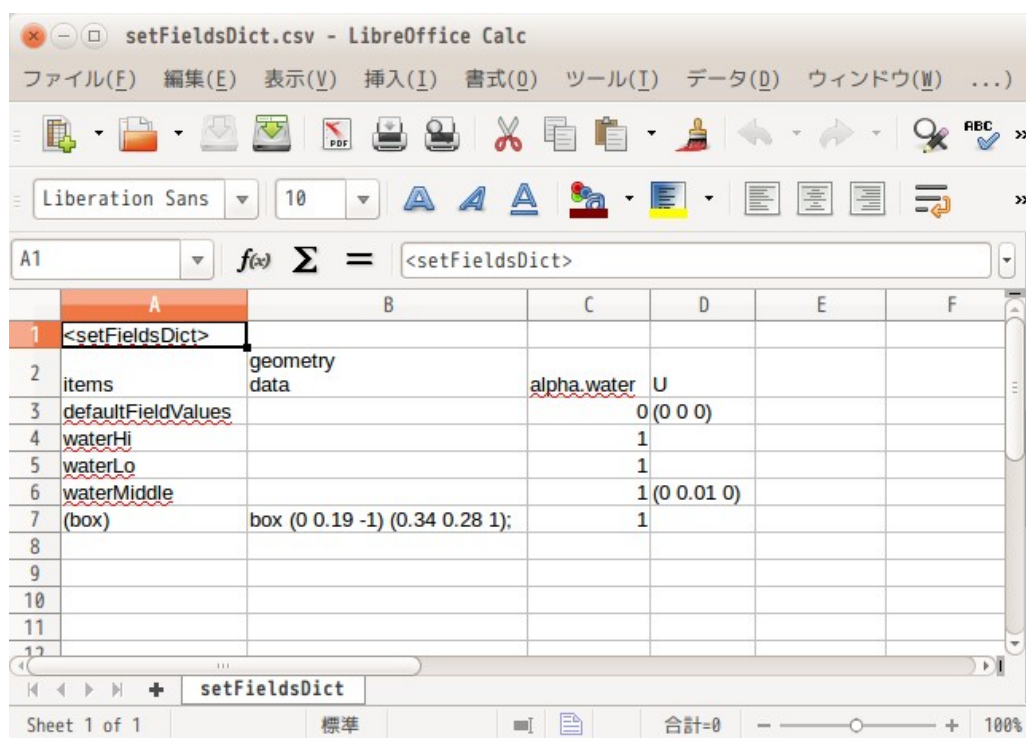 setFieldsDict.csv - LibreOffice Calc
ファイル(F) 編集(E) 表示(V) 挿入(I) 書式(O) ツール(T) データ(D) ウィンドウ(W) ...)
PDF ABC »
Liberation Sans 10 »
A1 f(x) Σ = <setFieldsDict>
A B C D E F
1 <setFieldsDict>
geometry
2 items data alpha.water U
3 defaultFieldValues 0 (0 0 0)
4 waterHi 1
5 waterLo 1
6 waterMiddle 1 (0 0.01 0)
7 (box) box (0 0.19 -1) (0.34 0.28 1); 1
8
9
10
11
12
setFieldsDict
Sheet 1 of 1 標準 合計=0 100%